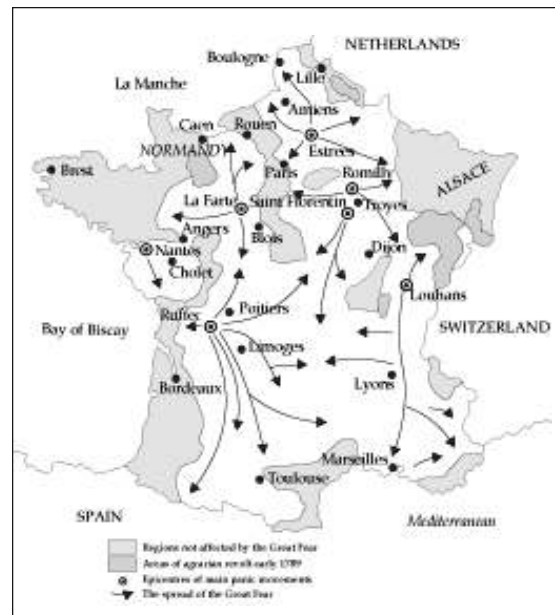 NETHERLANDS
Boulogne
Lille
La Manche
Amiens
Caen
Rouen
Estrées
NORMANDY
Paris
Romilly
Brest
ALSACE
La Farte
Saint Florentin
Troyes
Angers
Blois
Dijon
Nantes
Cholet
Louhans
Ruffec
Poitiers
Bay of Biscay
SWITZERLAND
Limoges
Lyons
Bordeaux
Marseilles
Toulouse
SPAIN
Mediterranean
Regions not affected by the Great Fear
Areas of agrarian revolt early 1789
Epicentres of main panic movements
The spread of the Great Fear